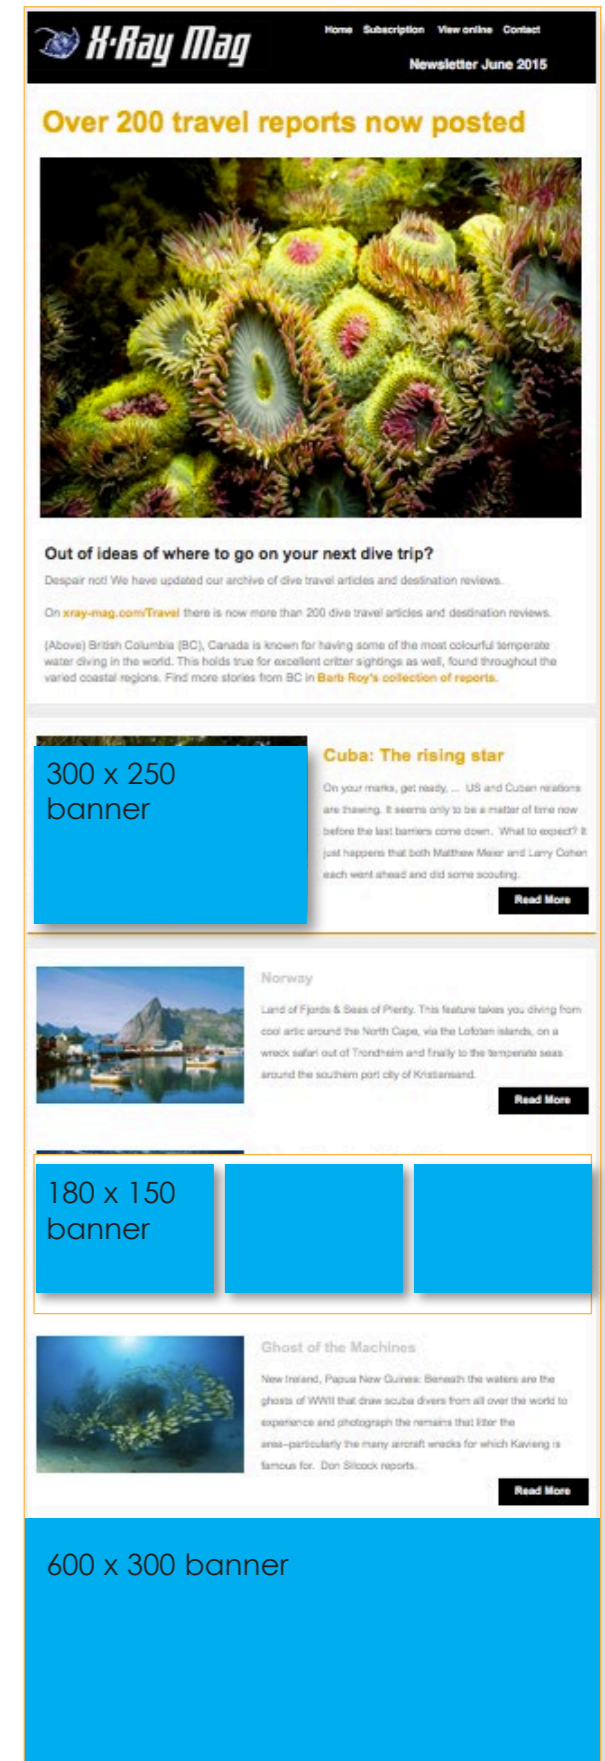 X-Ray Mag
Home Subscription View online Contact
Newsletter June 2015
Over 200 travel reports now posted
Out of ideas of where to go on your next dive trip?
Despair not! We have updated our archive of dive travel articles and destination reviews.
On xray-mag.com/Travel there is now more than 200 dive travel articles and destination reviews.
(Above) British Columbia (BC), Canada is known for having some of the most colourful temperate
water diving in the world. This holds true for excellent critter sightings as well, found throughout the
varied coastal regions. Find more stories from BC in Barb Roy's collection of reports.
300 x 250
banner
Cuba: The rising star
On your marks, get ready, ... US and Cuban relations
are thawing. It seems only to be a matter of time now
before the last barriers come down. What to expect? It
just happens that both Matthew Meier and Larry Cohen
each went ahead and did some scouting.
Read More
Norway
Land of Fjords & Seas of Plenty. This feature takes you diving from
cool artic around the North Cape, via the Lofoten islands, on a
wreck safari out of Trondheim and finally to the temperate seas
around the southern port city of Kristiansand.
Read More
180 x 150
banner
Ghost of the Machines
New Ireland, Papua New Guinea: Beneath the waters are the
ghosts of WWII that draw scuba divers from all over the world to
experience and photograph the remains that litter the
area–particularly the many aircraft wrecks for which Kavieng is
famous for. Don Silcock reports.
Read More
600 x 300 banner